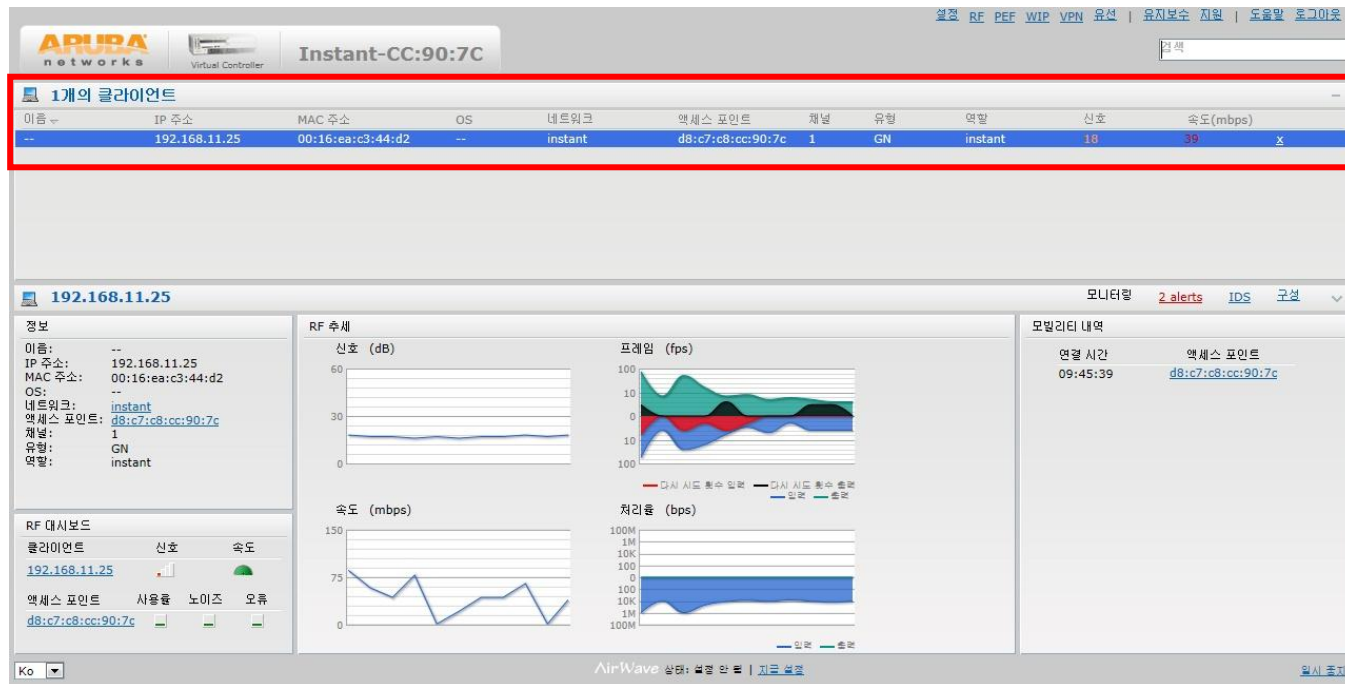 설정 RF PEF WIP VPN 유선 | 유지보수 지원 | 도움말 로그아웃
ARUBA
networks
Virtual Controller
Instant-CC:90:7C
검색
1개의 클라이언트
이름 IP 주소 MAC 주소 OS 네트워크 액세스 포인트 채널 유형 역할 신호 속도(mbps)
-- 192.168.11.25 00:16:ea:c3:44:d2 -- instant d8:c7:c8:cc:90:7c 1 GN instant 18 39 x
192.168.11.25
모니터링 2 alerts IDS 구성
정보
이름: --
IP 주소: 192.168.11.25
MAC 주소: 00:16:ea:c3:44:d2
OS: --
네트워크: instant
액세스 포인트: d8:c7:c8:cc:90:7c
채널: 1
유형: GN
역할: instant
RF 대시보드
클라이언트 신호 속도
192.168.11.25
액세스 포인트 사용율 노이즈 오류
d8:c7:c8:cc:90:7c
RF 추세
신호 (dB)
60
30
0
프레임 (fps)
100
10
0
10
100
다시 시도 횟수 입력 다시 시도 횟수 출력
입력 출력
속도 (mbps)
150
75
0
처리율 (bps)
100M
1M
10K
100
0
100
10K
1M
100M
입력 출력
모빌리티 내역
연결 시간 액세스 포인트
09:45:39 d8:c7:c8:cc:90:7c
Ko
AirWave 상태: 설정 안 됨 | 지금 설정
일시 중지